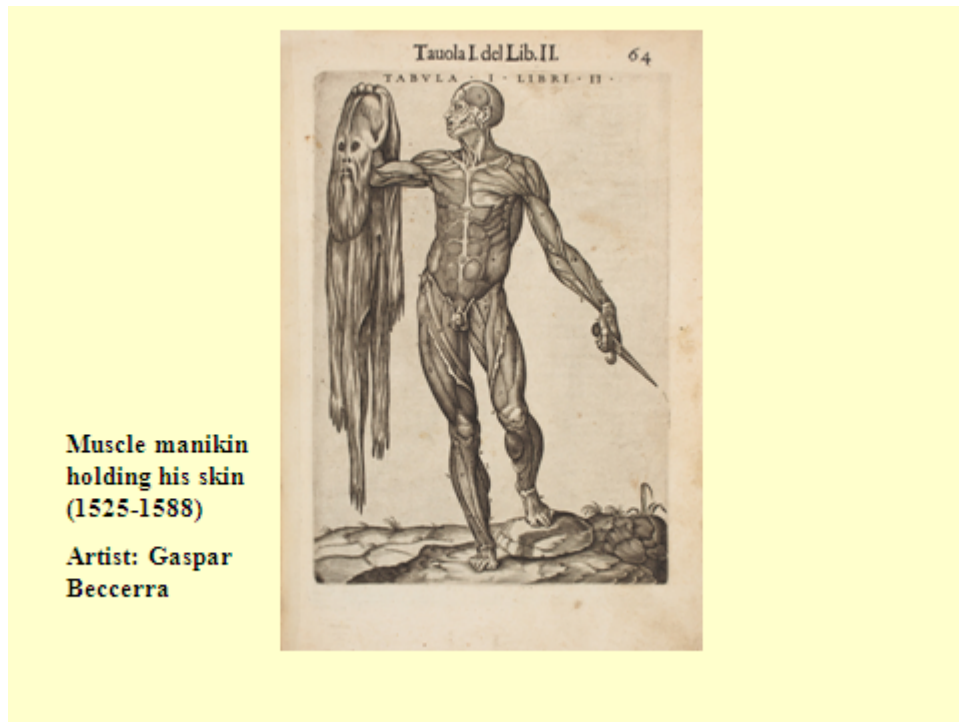 Tauola I. del Lib. II. 64
TABVLA · I · LIBRI · II ·
Muscle manikin
holding his skin
(1525-1588)
Artist: Gaspar
Beccerra